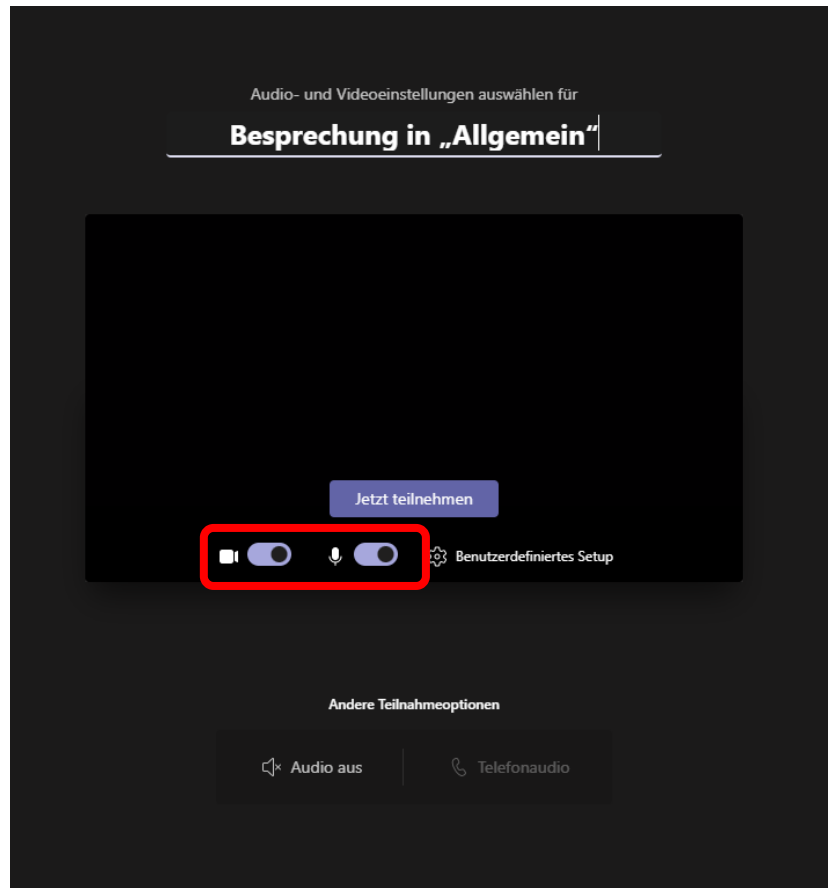 Audio- und Videoeinstellungen auswählen für
Besprechung in „Allgemein“
Jetzt teilnehmen
Benutzerdefiniertes Setup
Andere Teilnahmeoptionen
Audio aus
Telefonaudio